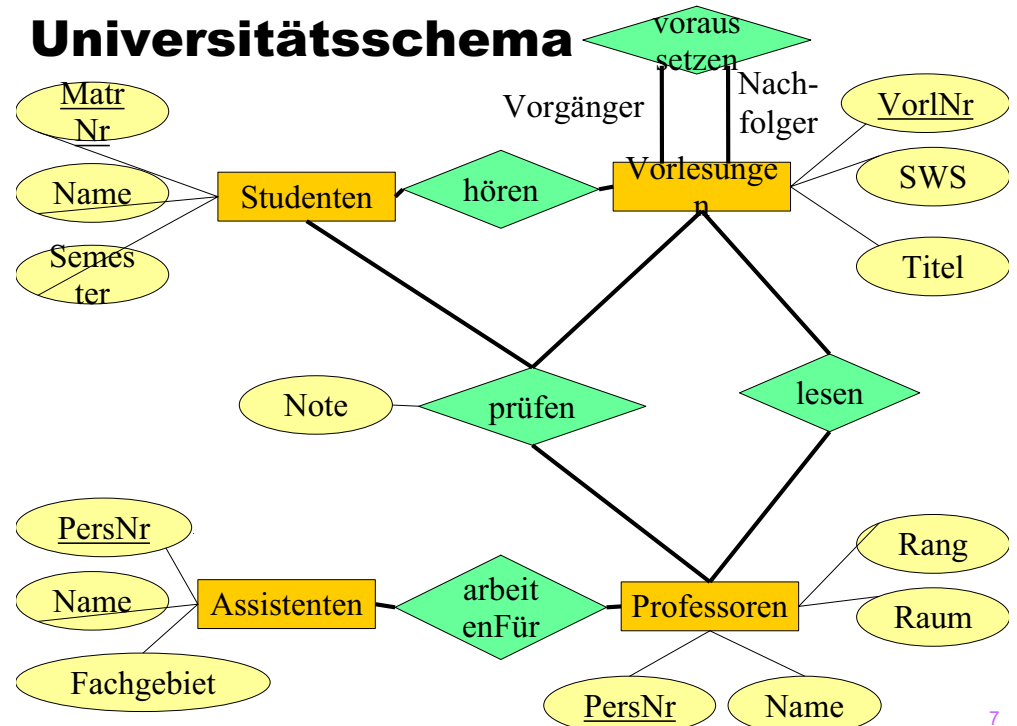 Universitätsschema
voraus
setzen
Matr
Nr
Vorgänger
Nach-
folger
VorlNr
Name
Studenten
hören
Vorlesunge
n
SWS
Semes
ter
Titel
Note
prüfen
lesen
PersNr
Rang
Name
Assistenten
arbeit
enFür
Professoren
Raum
Fachgebiet
PersNr
Name
7